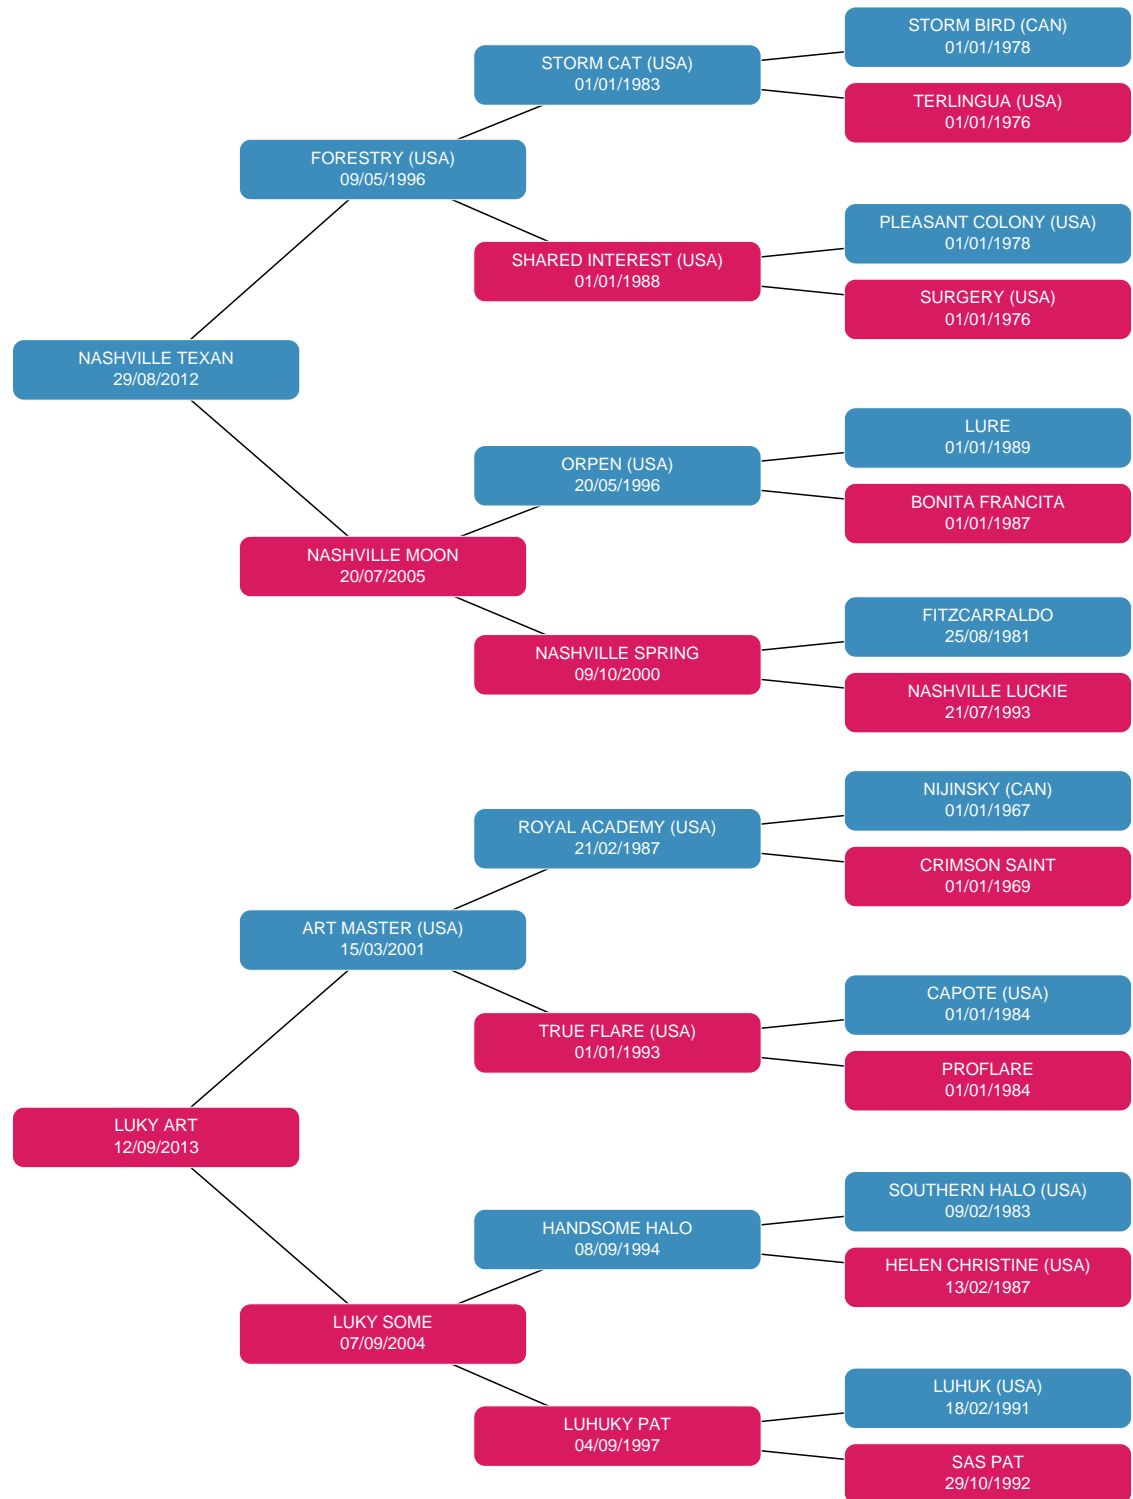 STORM BIRD (CAN)
01/01/1978
STORM CAT (USA)
01/01/1983
TERLINGUA (USA)
01/01/1976
FORESTRY (USA)
09/05/1996
PLEASANT COLONY (USA)
01/01/1978
SHARED INTEREST (USA)
01/01/1988
SURGERY (USA)
01/01/1976
NASHVILLE TEXAN
29/08/2012
LURE
01/01/1989
ORPEN (USA)
20/05/1996
BONITA FRANCITA
01/01/1987
NASHVILLE MOON
20/07/2005
FITZCARRALDO
25/08/1981
NASHVILLE SPRING
09/10/2000
NASHVILLE LUCKIE
21/07/1993
NIJINSKY (CAN)
01/01/1967
ROYAL ACADEMY (USA)
21/02/1987
CRIMSON SAINT
01/01/1969
ART MASTER (USA)
15/03/2001
CAPOTE (USA)
01/01/1984
TRUE FLARE (USA)
01/01/1993
PROFLARE
01/01/1984
LUKY ART
12/09/2013
SOUTHERN HALO (USA)
09/02/1983
HANDSOME HALO
08/09/1994
HELEN CHRISTINE (USA)
13/02/1987
LUKY SOME
07/09/2004
LUHUK (USA)
18/02/1991
LUHUKY PAT
04/09/1997
SAS PAT
29/10/1992